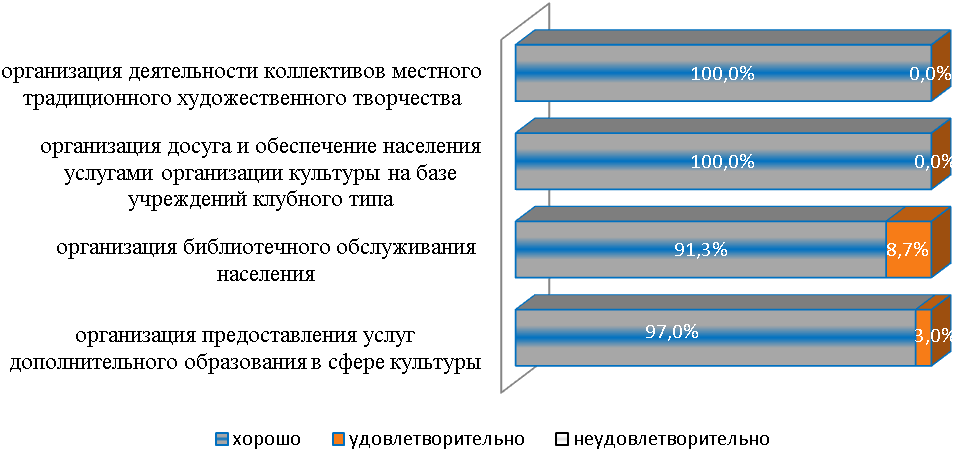 организация деятельности коллективов местного
традиционного художественного творчества
100,0%
0,0%
организация досуга и обеспечение населения
услугами организации культуры на базе
учреждений клубного типа
100,0%
0,0%
организация библиотечного обслуживания
населения
91,3%
8,7%
организация предоставления услуг
дополнительного образования в сфере культуры
97,0%
3,0%
хорошо
удовлетворительно
неудовлетворительно